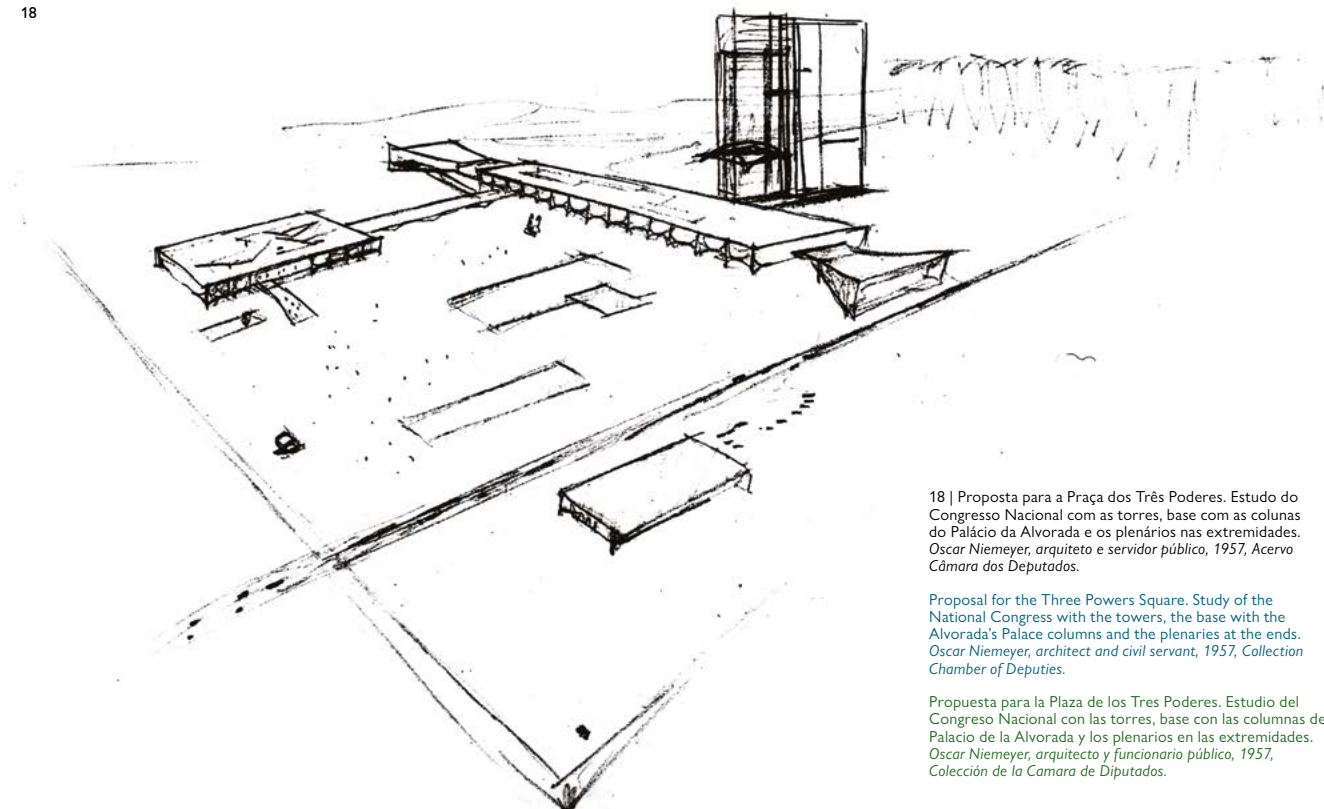 18
18 | Proposta para a Praça dos Três Poderes. Estudo do
Congresso Nacional com as torres, base com as colunas
do Palácio da Alvorada e os plenários nas extremidades.
Oscar Niemeyer, arquiteto e servidor público, 1957, Acervo
Câmara dos Deputados.
Proposal for the Three Powers Square. Study of the
National Congress with the towers, the base with the
Alvorada's Palace columns and the plenaries at the ends.
Oscar Niemeyer, architect and civil servant, 1957, Collection
Chamber of Deputies.
Propuesta para la Plaza de los Tres Poderes. Estudio del
Congreso Nacional con las torres, base con las columnas de
Palacio de la Alvorada y los plenarios en las extremidades.
Oscar Niemeyer, arquitecto y funcionario público, 1957,
Colección de la Camara de Diputados.